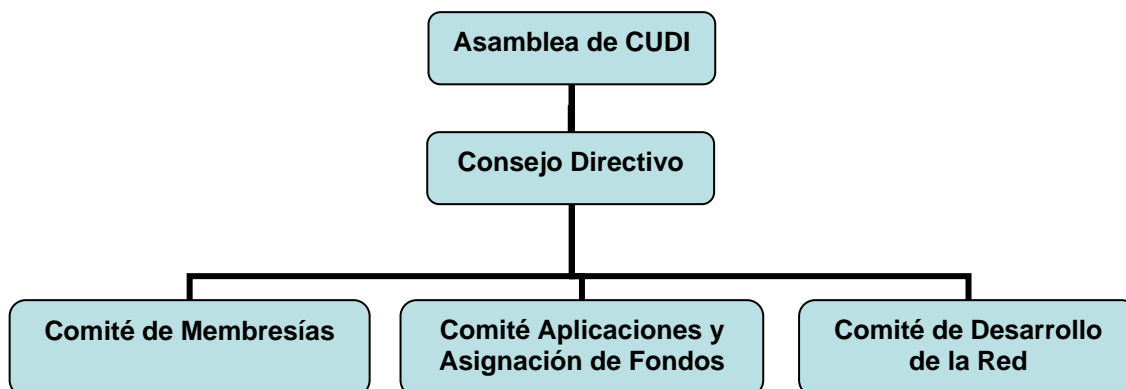 Asamblea de CUDI
Consejo Directivo
Comité de Membresías
Comité Aplicaciones y
Asignación de Fondos
Comité de Desarrollo
de la Red